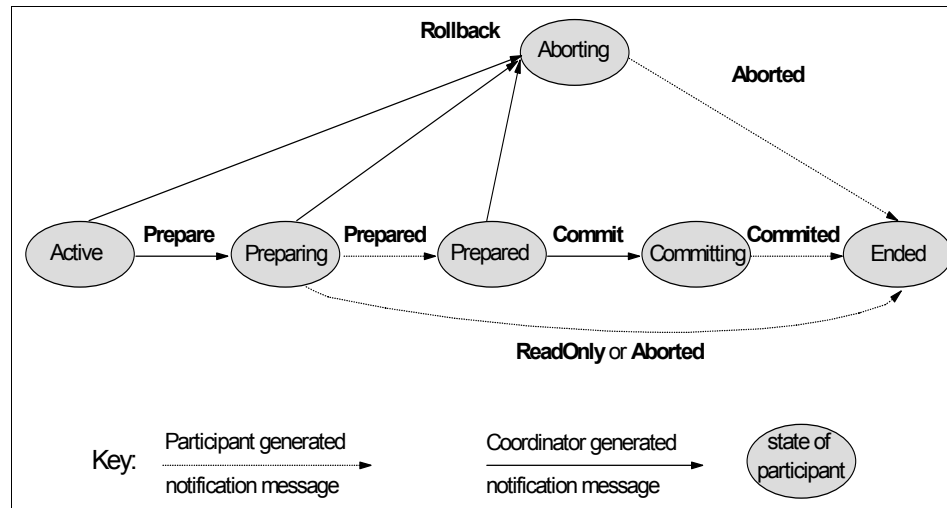 Rollback
Aborting
Aborted
Active
Prepare
Preparing
Prepared
Prepared
Commit
Committing
Commited
Ended
ReadOnly or Aborted
Key:
Participant generated
notification message
Coordinator generated
notification message
state of
participant